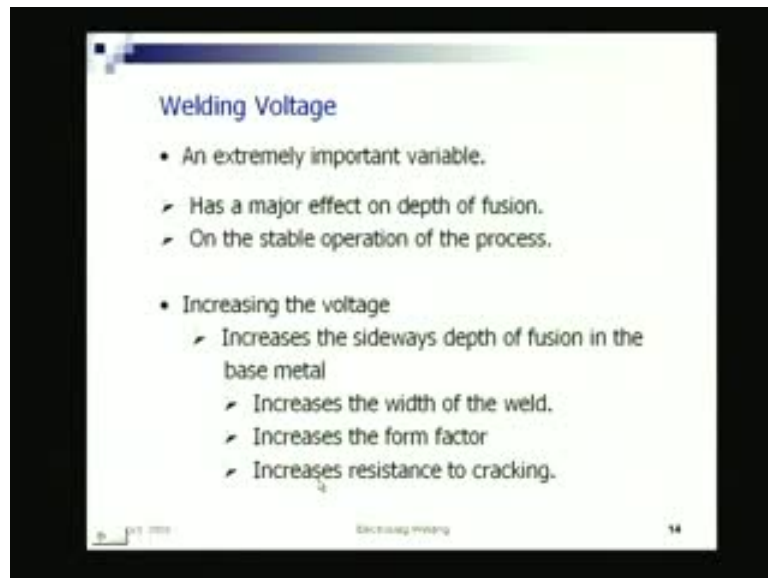 Welding Voltage
• An extremely important variable.
➢ Has a major effect on depth of fusion.
➢ On the stable operation of the process.
• Increasing the voltage
➢ Increases the sideways depth of fusion in the
base metal
➢ Increases the width of the weld.
➢ Increases the form factor
➢ Increases resistance to cracking.
Electroslag Welding
14